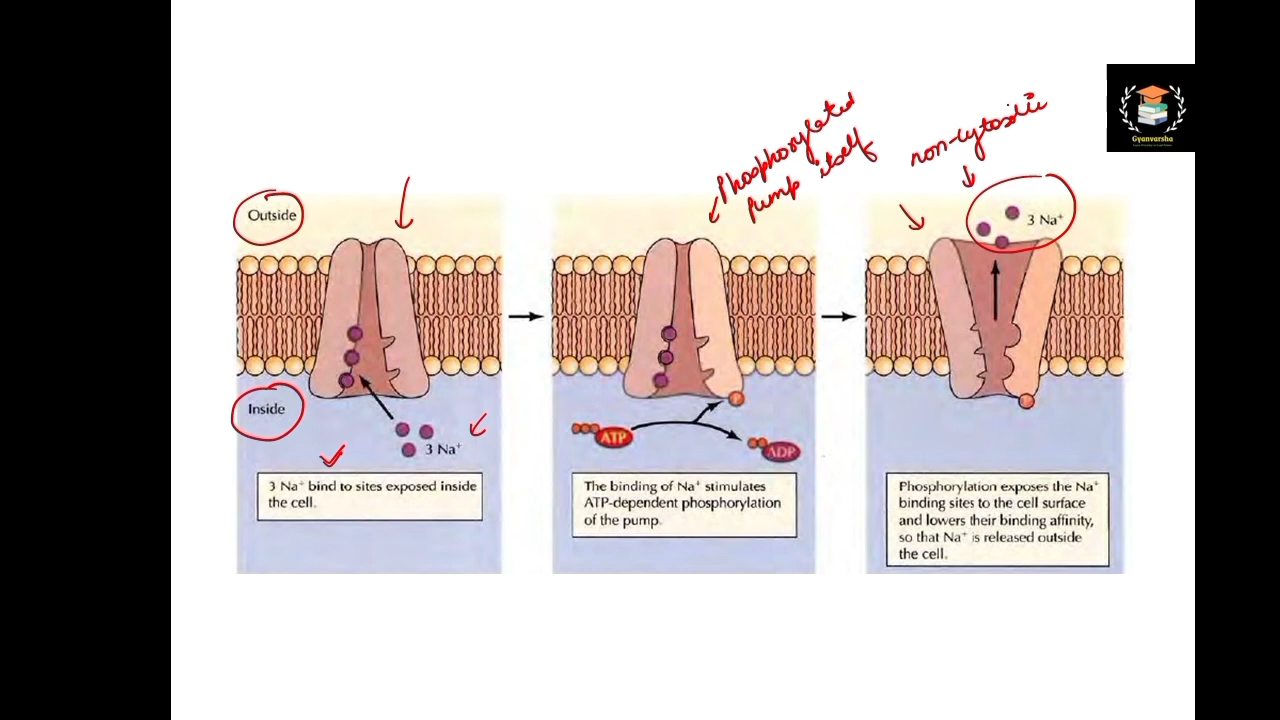 Gyanvarsha
Phosphorylated
pump itself
non-cytosolic
Outside
3 Na⁺
Inside
3 Na⁺
P
P
ATP
ADP
3 Na⁺ bind to sites exposed inside
the cell.
The binding of Na⁺ stimulates
ATP-dependent phosphorylation
of the pump.
Phosphorylation exposes the Na⁺
binding sites to the cell surface
and lowers their binding affinity,
so that Na⁺ is released outside
the cell.